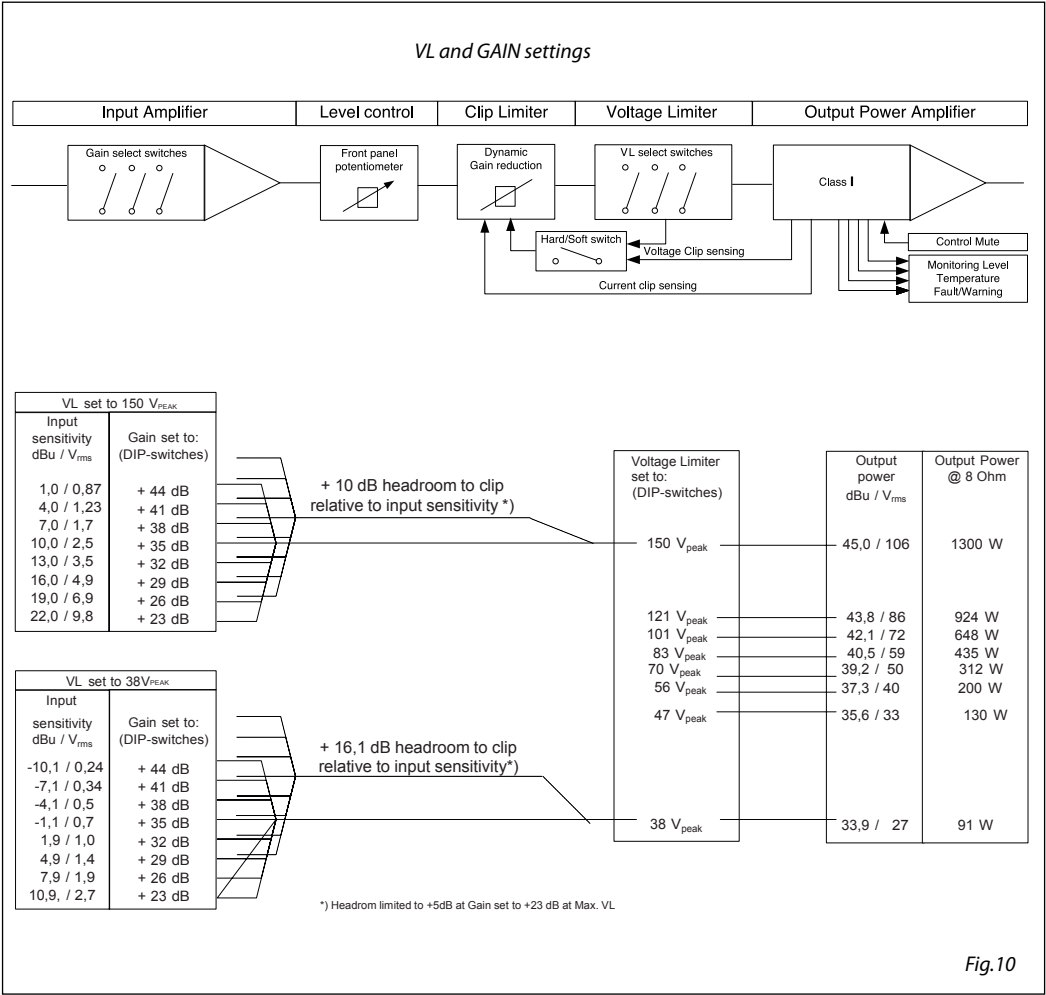 VL and GAIN settings
Input Amplifier
Level control
Clip Limiter
Voltage Limiter
Output Power Amplifier
Gain select switches
Front panel
potentiometer
Dynamic
Gain reduction
VL select switches
Class I
Hard/Soft switch
Voltage Clip sensing
Current clip sensing
Control Mute
Monitoring Level
Temperature
Fault/Warning
VL set to 150 VPEAK
Input
sensitivity
dBu / Vrms
Gain set to:
(DIP-switches)
1,0 / 0,87 + 44 dB
4,0 / 1,23 + 41 dB
7,0 / 1,7 + 38 dB
10,0 / 2,5 + 35 dB
13,0 / 3,5 + 32 dB
16,0 / 4,9 + 29 dB
19,0 / 6,9 + 26 dB
22,0 / 9,8 + 23 dB
+ 10 dB headroom to clip
relative to input sensitivity *)
VL set to 38VPEAK
Input
sensitivity
dBu / Vrms
Gain set to:
(DIP-switches)
-10,1 / 0,24 + 44 dB
-7,1 / 0,34 + 41 dB
-4,1 / 0,5 + 38 dB
-1,1 / 0,7 + 35 dB
1,9 / 1,0 + 32 dB
4,9 / 1,4 + 29 dB
7,9 / 1,9 + 26 dB
10,9, / 2,7 + 23 dB
+ 16,1 dB headroom to clip
relative to input sensitivity*)
Voltage Limiter
set to:
(DIP-switches)
Output
power
dBu / Vrms
Output Power
@ 8 Ohm
150 Vpeak 45,0 / 106 1300 W
121 Vpeak 43,8 / 86 924 W
101 Vpeak 42,1 / 72 648 W
83 Vpeak 40,5 / 59 435 W
70 Vpeak 39,2 / 50 312 W
56 Vpeak 37,3 / 40 200 W
47 Vpeak 35,6 / 33 130 W
38 Vpeak 33,9 / 27 91 W
*) Headrom limited to +5dB at Gain set to +23 dB at Max. VL
Fig.10